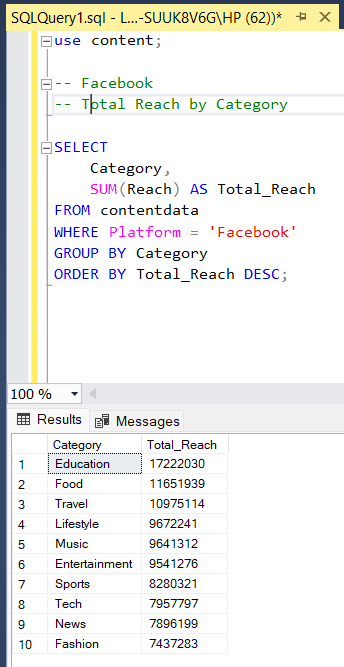 SQLQuery1.sql - L...-SUUK8V6G\HP (62))*
use content;
-- Facebook
-- Total Reach by Category
SELECT
Category,
SUM(Reach) AS Total_Reach
FROM contentdata
WHERE Platform = 'Facebook'
GROUP BY Category
ORDER BY Total_Reach DESC;
100 %
Results Messages
Category Total_Reach
1 Education 17222030
2 Food 11651939
3 Travel 10975114
4 Lifestyle 9672241
5 Music 9641312
6 Entertainment 9541276
7 Sports 8280321
8 Tech 7957797
9 News 7896199
10 Fashion 7437283